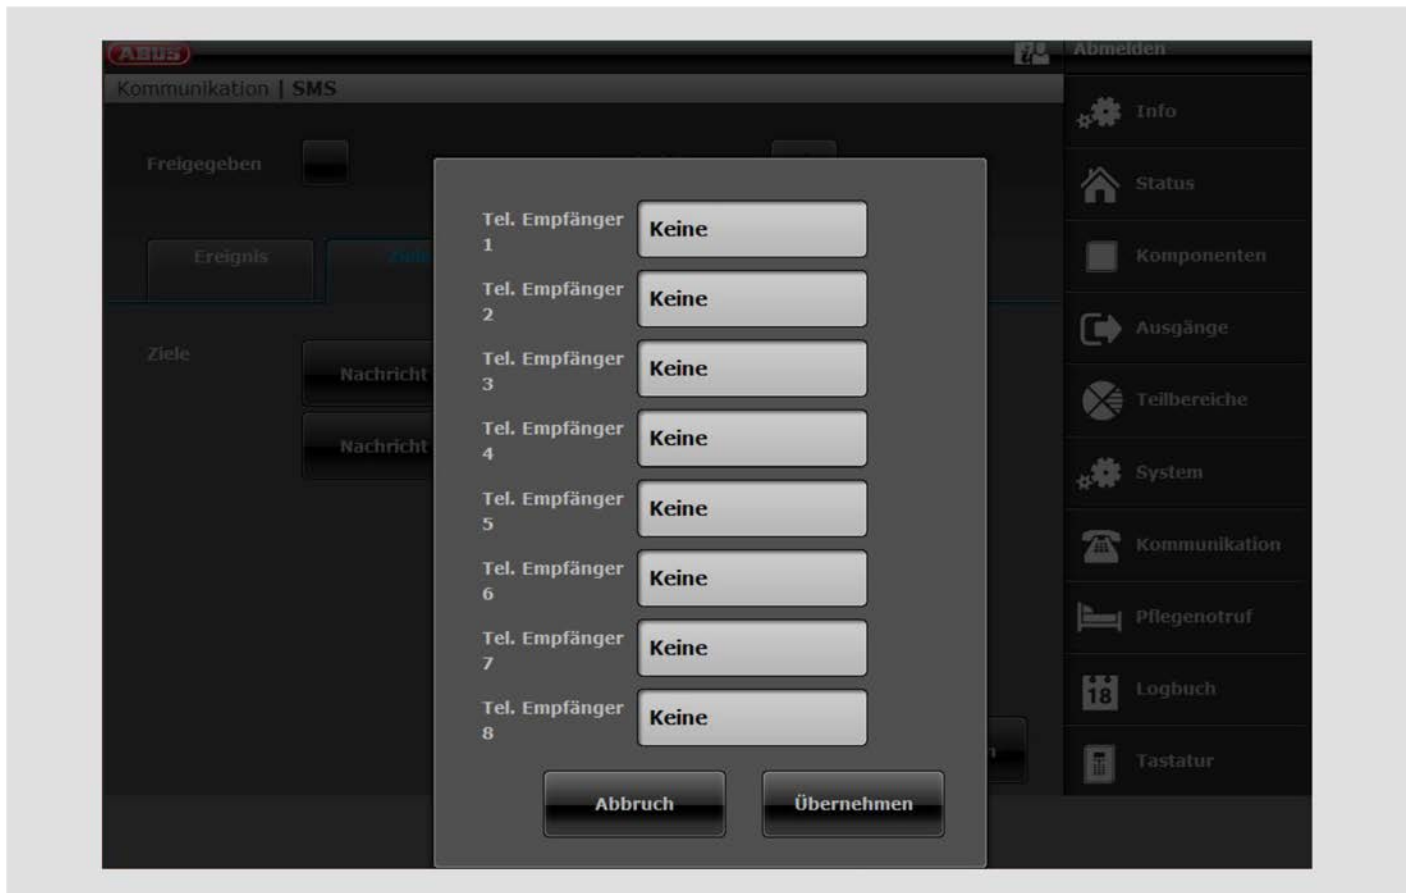 ABUS
Abmelden
Kommunikation | SMS
Info
Freigegeben
Status
Ereignis
Ziele
Komponenten
Ausgänge
Ziele
Nachricht
Nachricht
Teilbereiche
System
Kommunikation
Pflegenotruf
Logbuch
18
Tastatur
Tel. Empfänger
1
Keine
Tel. Empfänger
2
Keine
Tel. Empfänger
3
Keine
Tel. Empfänger
4
Keine
Tel. Empfänger
5
Keine
Tel. Empfänger
6
Keine
Tel. Empfänger
7
Keine
Tel. Empfänger
8
Keine
Abbruch
Übernehmen